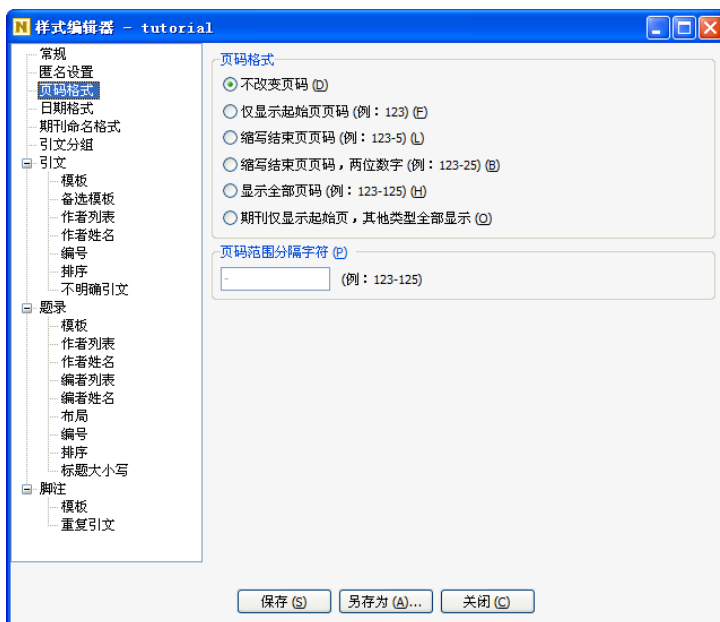 N 样式编辑器 - tutorial
常规
匿名设置
页码格式
日期格式
期刊命名格式
引文分组
引文
模板
备选模板
作者列表
作者姓名
编号
排序
不明确引文
题录
模板
作者列表
作者姓名
编者列表
编者姓名
布局
编号
排序
标题大小写
脚注
模板
重复引文
页码格式
不改变页码 (D)
仅显示起始页页码 (例：123) (F)
缩写结束页页码 (例：123-5) (L)
缩写结束页页码，两位数字 (例：123-25) (B)
显示全部页码 (例：123-125) (H)
期刊仅显示起始页，其他类型全部显示 (O)
页码范围分隔字符 (P)
- (例：123-125)
保存 (S) 另存为 (A)... 关闭 (C)